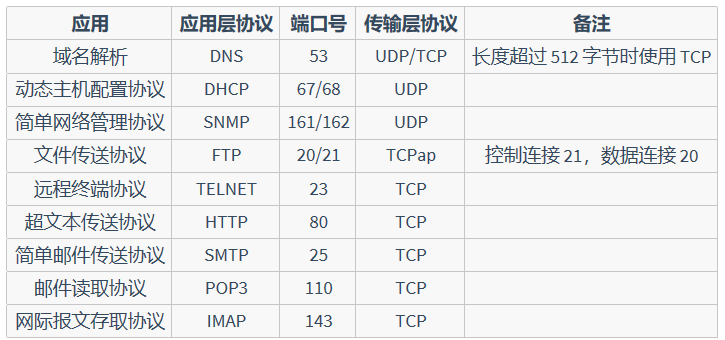 应用 应用层协议 端口号 传输层协议 备注
域名解析 DNS 53 UDP/TCP 长度超过 512 字节时使用 TCP
动态主机配置协议 DHCP 67/68 UDP
简单网络管理协议 SNMP 161/162 UDP
文件传送协议 FTP 20/21 TCPap 控制连接 21，数据连接 20
远程终端协议 TELNET 23 TCP
超文本传送协议 HTTP 80 TCP
简单邮件传送协议 SMTP 25 TCP
邮件读取协议 POP3 110 TCP
网际报文存取协议 IMAP 143 TCP